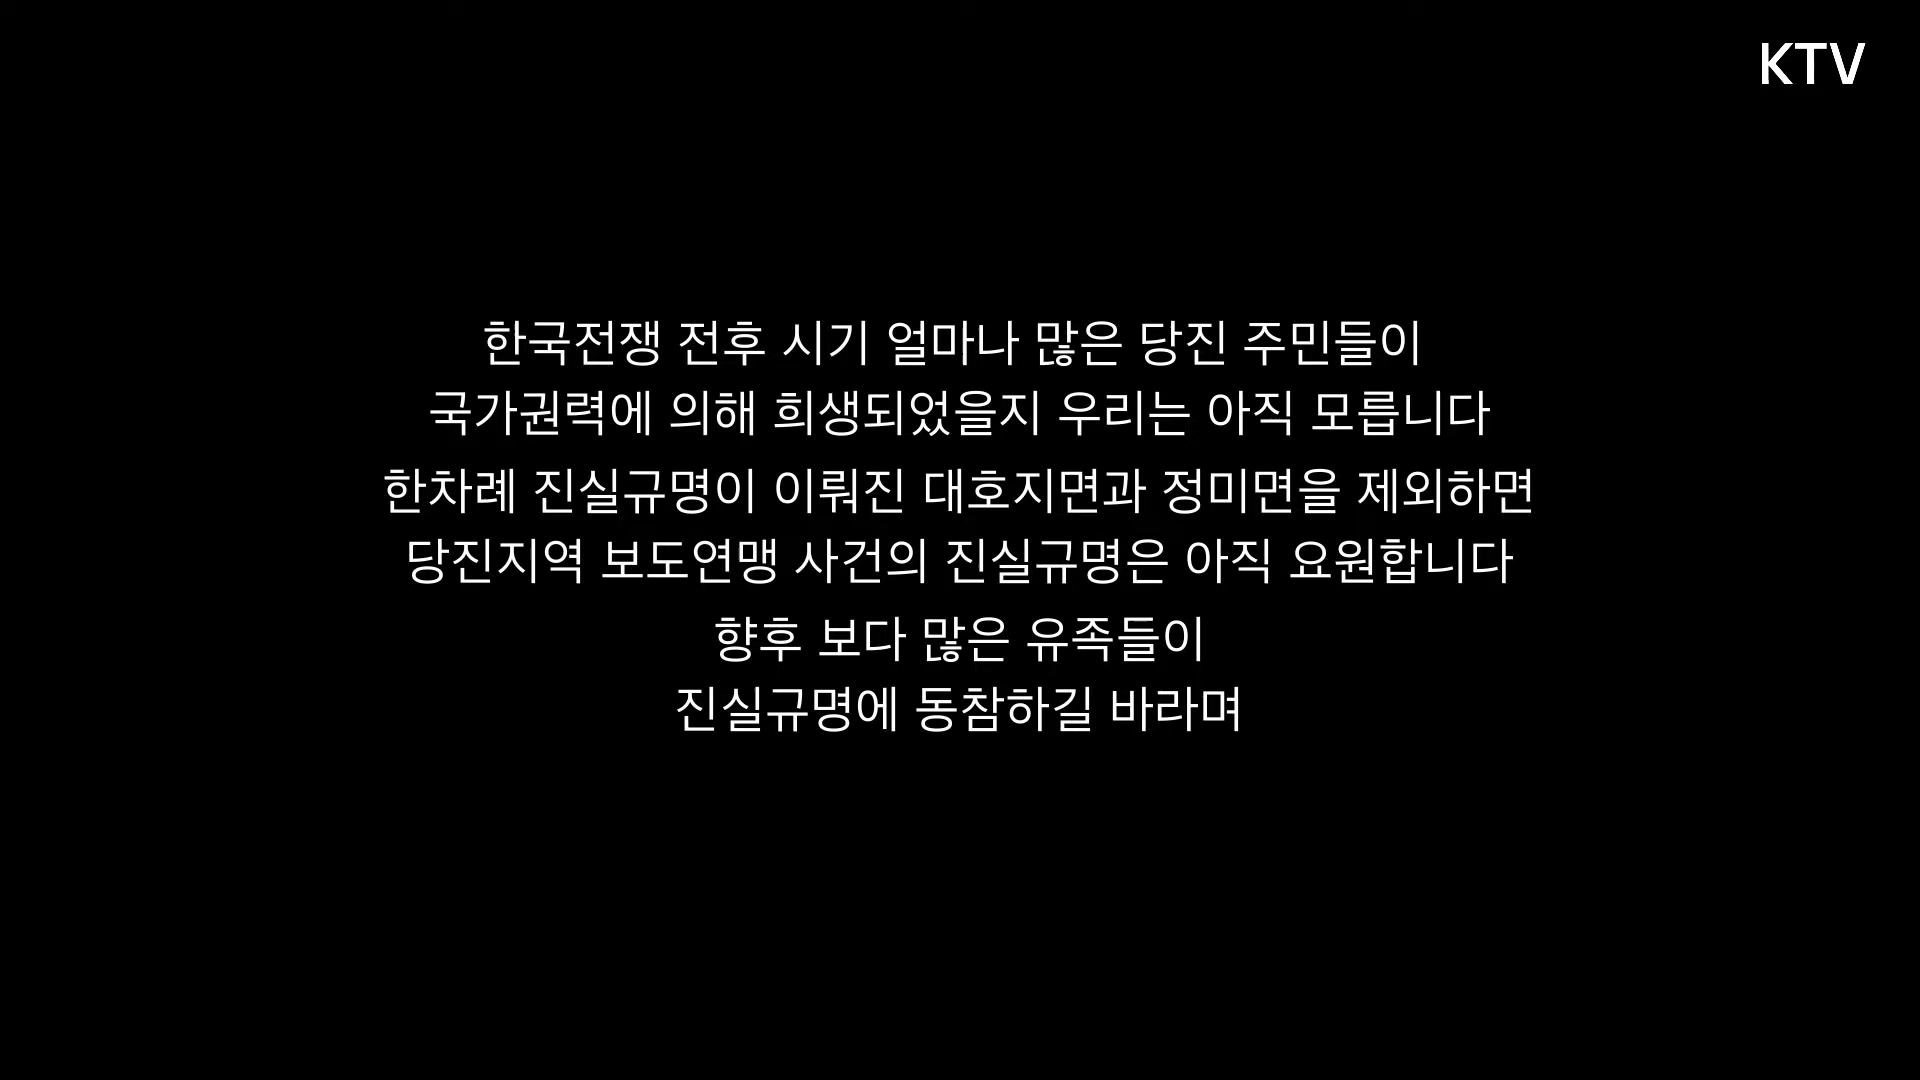 KTV
한국전쟁 전후 시기 얼마나 많은 당진 주민들이
국가권력에 의해 희생되었을지 우리는 아직 모릅니다
한차례 진실규명이 이뤄진 대호지면과 정미면을 제외하면
당진지역 보도연맹 사건의 진실규명은 아직 요원합니다
향후 보다 많은 유족들이
진실규명에 동참하길 바라며